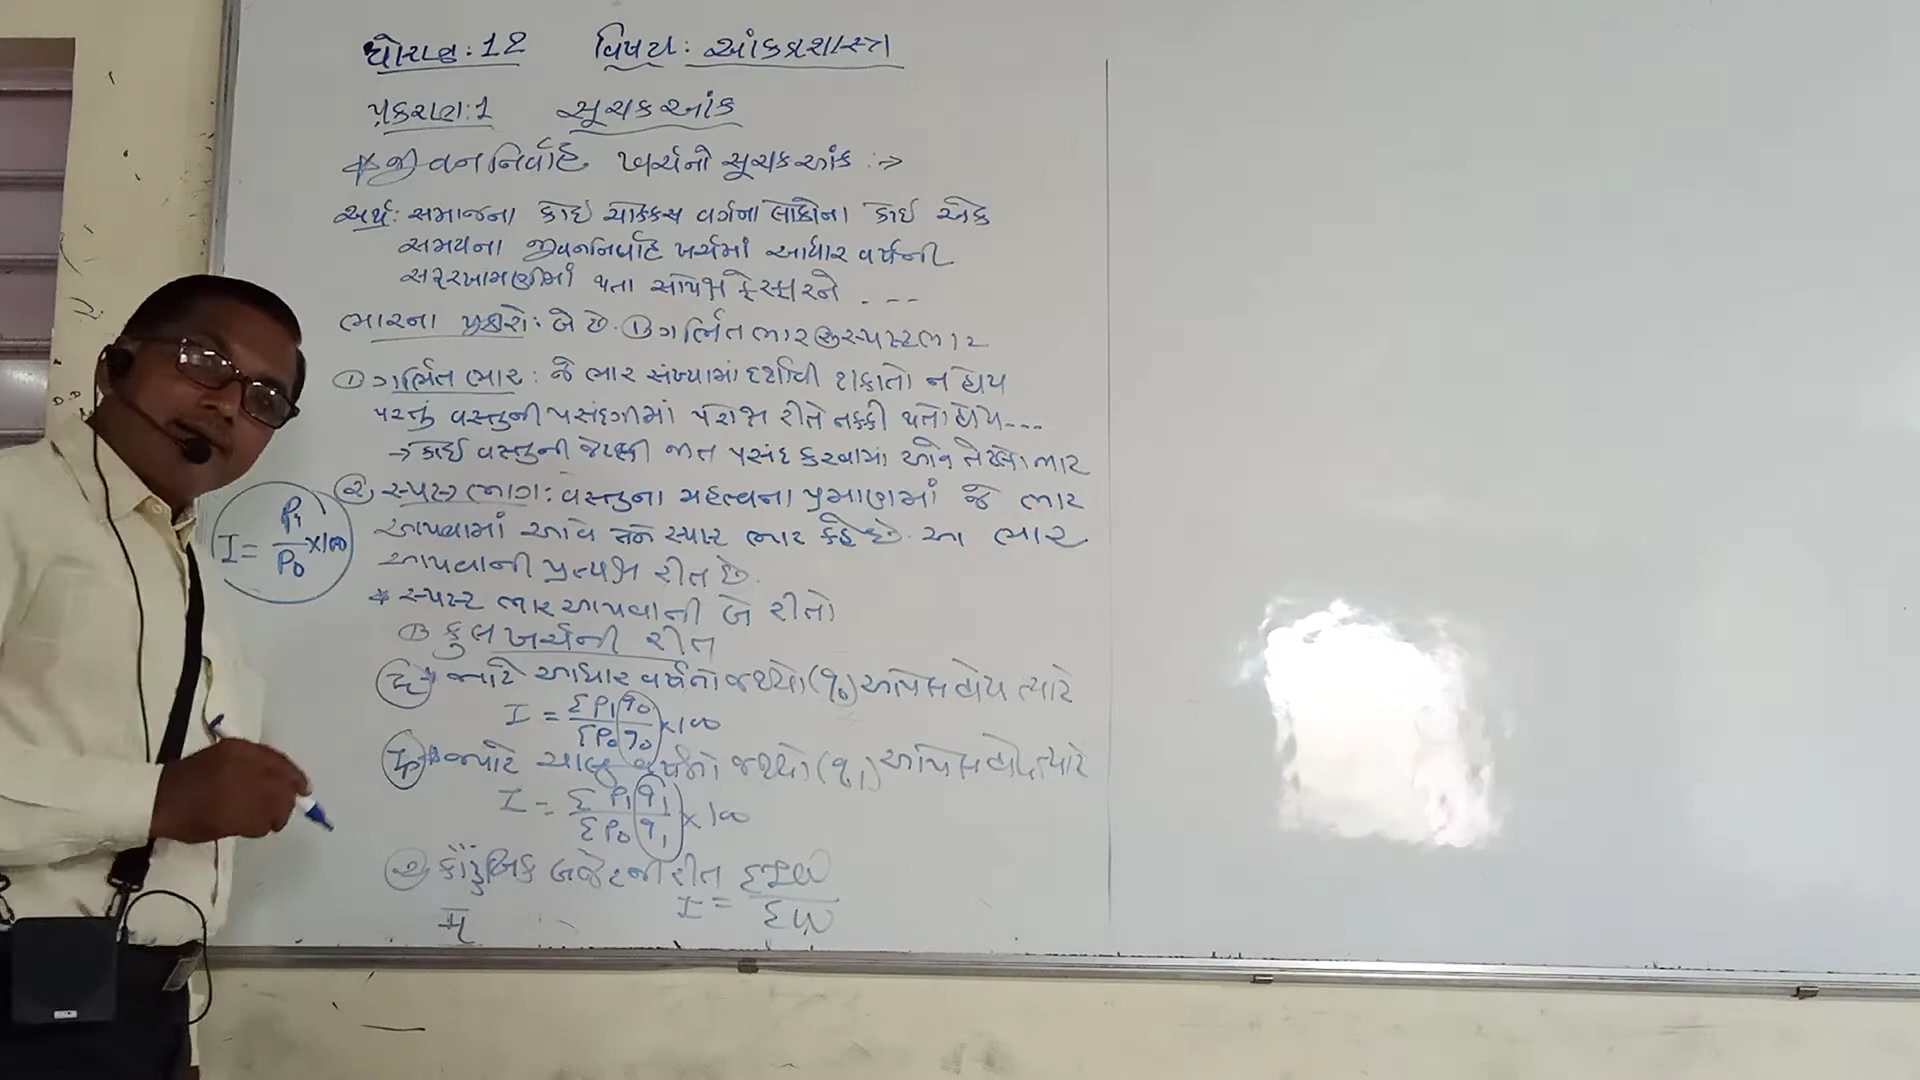 ધોરણ : 12 વિષય : આંકડાશાસ્ત્ર
પ્રકરણ : 1 સૂચકઆંક
* જીવનનિર્વાહ ખર્ચનો સૂચકઆંક :→
અર્થ : સમાજના કોઈ ચોક્કસ વર્ગના લોકોના કોઈ એક
સમયના જીવનનિર્વાહ ખર્ચમાં આધાર વર્ષની
સરખામણીમાં થતા સાપેક્ષ ફેરફારને . ---
ભારના પ્રકારો : બે છે. ① ગર્ભિત ભાર ② સ્પષ્ટ ભાર
① ગર્ભિત ભાર : જે ભાર સંખ્યામાં દર્શાવી શકાતો ન હોય
પરંતું વસ્તુની પસંદગીમાં પરોક્ષ રીતે નક્કી થતો હોય---
→ કોઈ વસ્તુની જેટલી જાત પસંદ કરવામાં આવે તેટલો ભાર
② સ્પષ્ટ ભાગ : વસ્તુના મહત્વના પ્રમાણમાં જે ભાર
આપવામાં આવે તેને સ્પષ્ટ ભાર કહે છે. આ ભાર
આપવાની પ્રત્યક્ષ રીત છે.
I = P₁/P₀ ×100
* સ્પષ્ટ ભાર આપવાની બે રીતો
① કુલ ખર્ચની રીત
આધાર વર્ષનો જથ્થો (q₀) આપેલ હોય ત્યારે
I = ΣP₁q₀/ΣP₀q₀ ×100
ચાલુ વર્ષનો જથ્થો (q₁) આપેલ હોય ત્યારે
I = ΣP₁q₁/ΣP₀q₁ ×100
② કૌટુંબિક બજેટની રીત I = ΣIW/ΣW